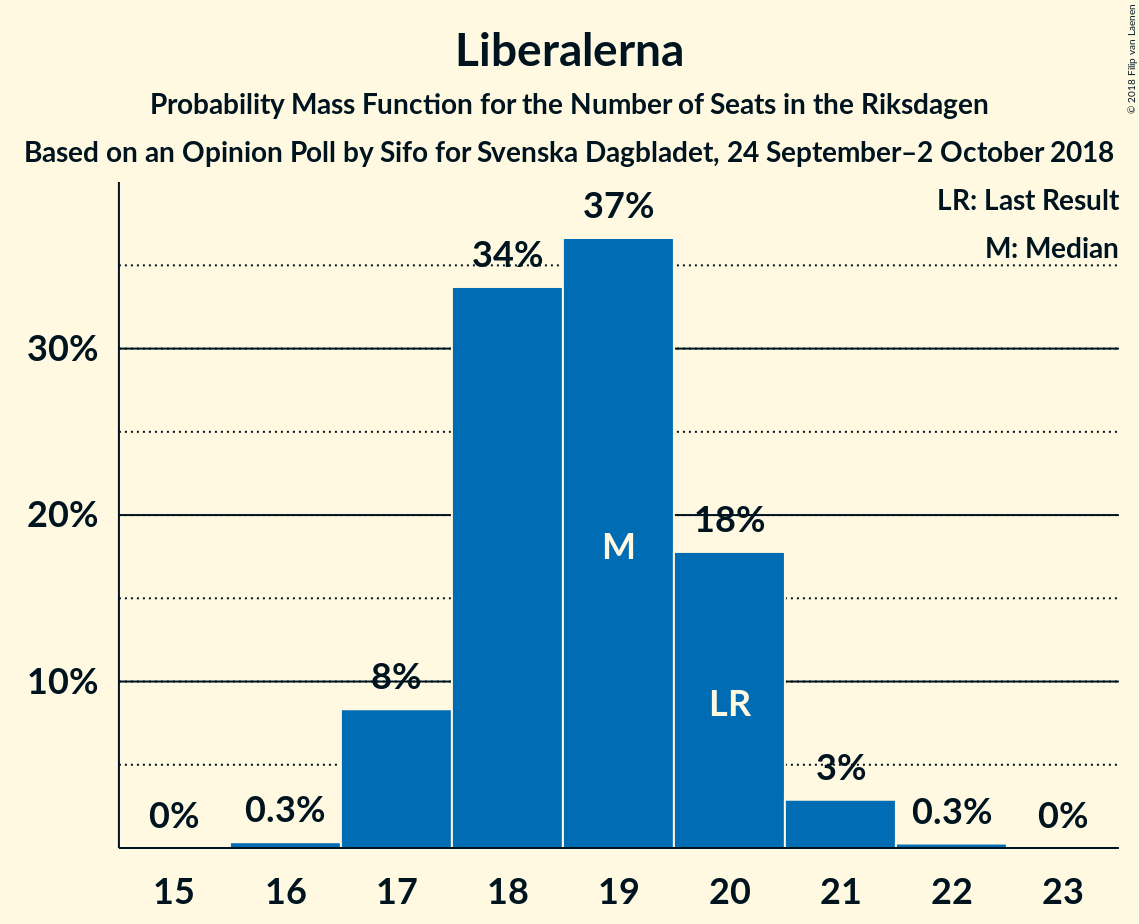 Liberalerna
Probability Mass Function for the Number of Seats in the Riksdagen
Based on an Opinion Poll by Sifo for Svenska Dagbladet, 24 September–2 October 2018
© 2018 Filip van Laenen
LR: Last Result
M: Median
30%
20%
10%
0%
0.3%
8%
34%
37%
18%
3%
0.3%
0%
M
LR
15 16 17 18 19 20 21 22 23